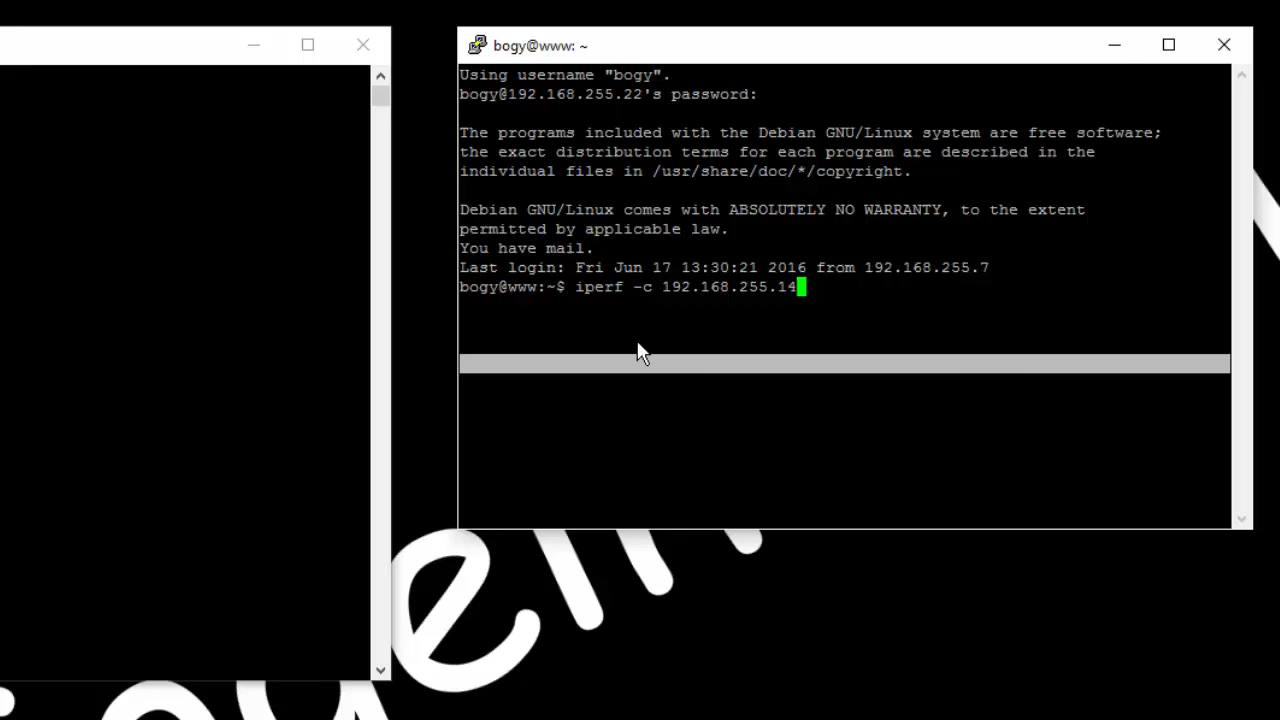 bogy@www: ~
Using username "bogy".
bogy@192.168.255.22's password:
The programs included with the Debian GNU/Linux system are free software;
the exact distribution terms for each program are described in the
individual files in /usr/share/doc/*/copyright.
Debian GNU/Linux comes with ABSOLUTELY NO WARRANTY, to the extent
permitted by applicable law.
You have mail.
Last login: Fri Jun 17 13:30:21 2016 from 192.168.255.7
bogy@www:~$ iperf -c 192.168.255.14